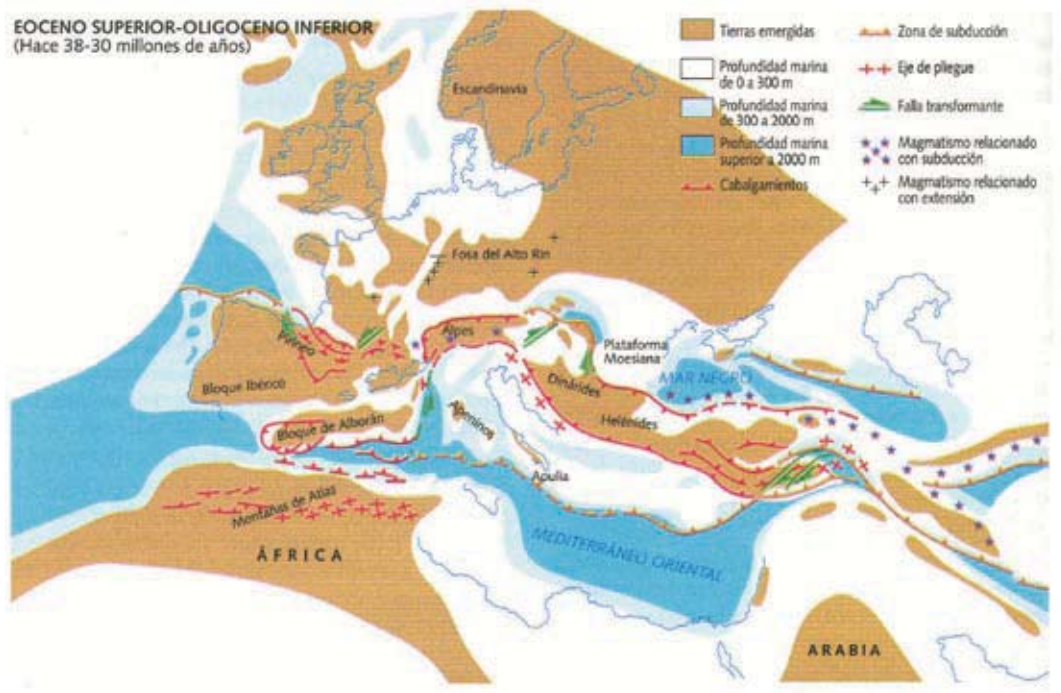 EOCENO SUPERIOR-OLIGOCENO INFERIOR
(Hace 38-30 millones de años)
Tierras emergidas
Profundidad marina
de 0 a 300 m
Profundidad marina
de 300 a 2000 m
Profundidad marina
superior a 2000 m
Cabalgamientos
Zona de subducción
Eje de pliegue
Falla transformante
Magmatismo relacionado
con subducción
Magmatismo relacionado
con extensión
Escandinavia
Fosa del Alto Rin
Alpes
Pirineo
Plataforma
Moesiana
Bloque Ibérico
Dinárides
MAR NEGRO
Bloque de Alborán
Apeninos
Helénides
Apulia
Montañas de Atlas
MEDITERRÁNEO ORIENTAL
ÁFRICA
ARABIA